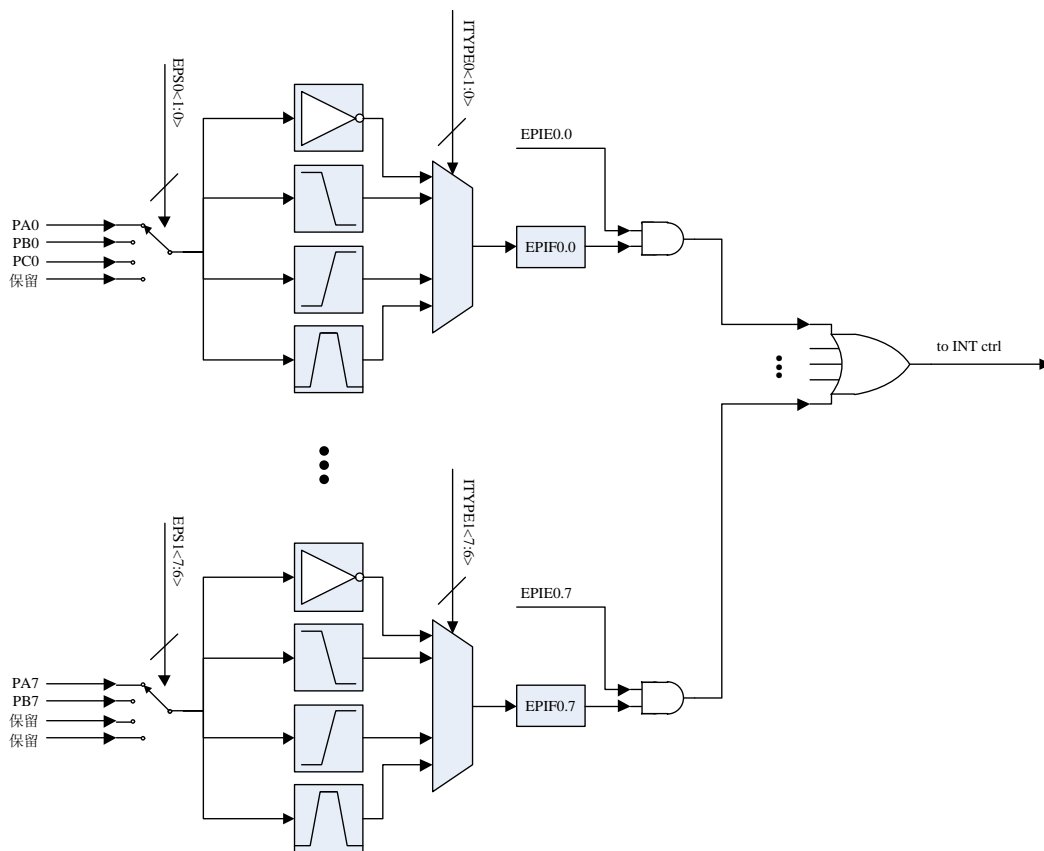 EPS0<1:0>
ITYPE0<1:0>
PA0
PB0
PC0
保留
EPIE0.0
EPIF0.0
to INT ctrl
EPS1<7:6>
ITYPE1<7:6>
PA7
PB7
保留
保留
EPIE0.7
EPIF0.7